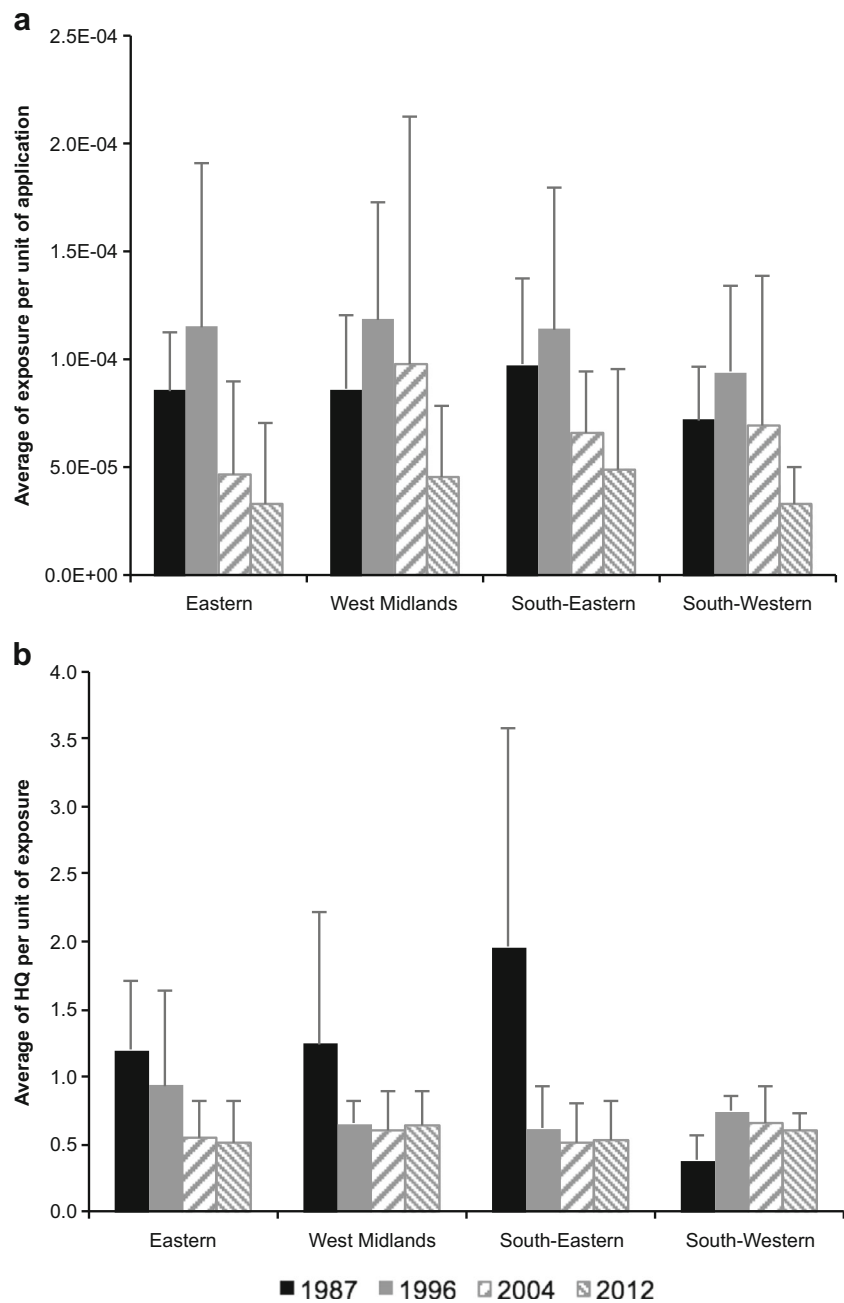 a
Average of exposure per unit of application
2.5E-04
2.0E-04
1.5E-04
1.0E-04
5.0E-05
0.0E+00
Eastern West Midlands South-Eastern South-Western
b
Average of HQ per unit of exposure
4.0
3.5
3.0
2.5
2.0
1.5
1.0
0.5
0.0
Eastern West Midlands South-Eastern South-Western
1987 1996 2004 2012